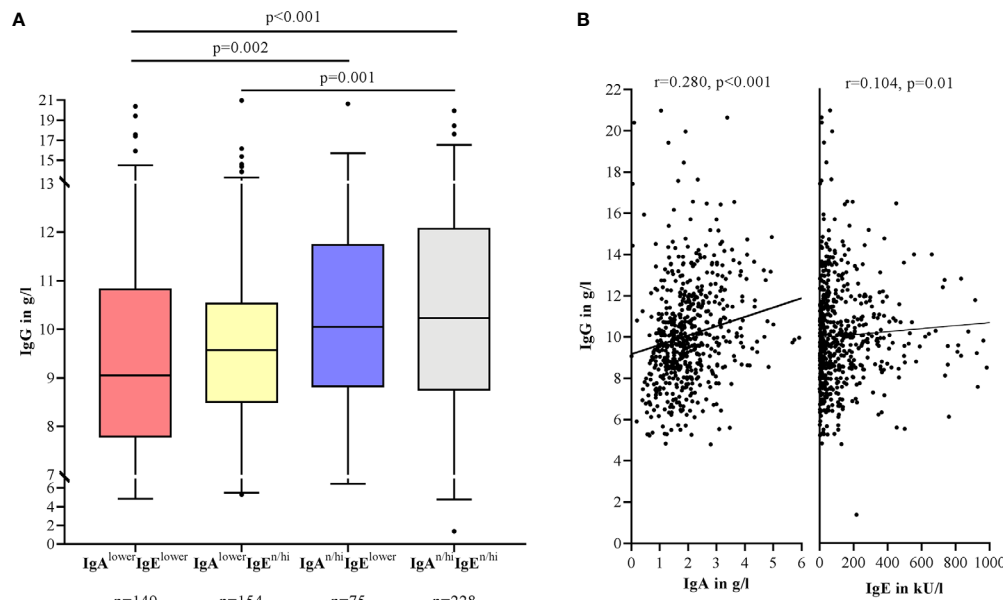 A
B
p<0.001
p=0.002
p=0.001
r=0.280, p<0.001
r=0.104, p=0.01
IgG in g/l
21
19
17
15
13
12
11
10
9
8
7
6
4
2
0
IgA^lower IgE^lower
IgA^lower IgE^n/hi
IgA^n/hi IgE^lower
IgA^n/hi IgE^n/hi
n=149
n=154
n=75
n=228
IgG in g/l
22
20
18
16
14
12
10
8
6
4
2
0
0 1 2 3 4 5 6
IgA in g/l
0 200 400 600 800 1000
IgE in kU/l